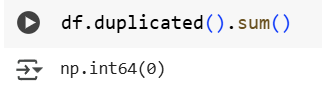 df.duplicated().sum()
np.int64(0)